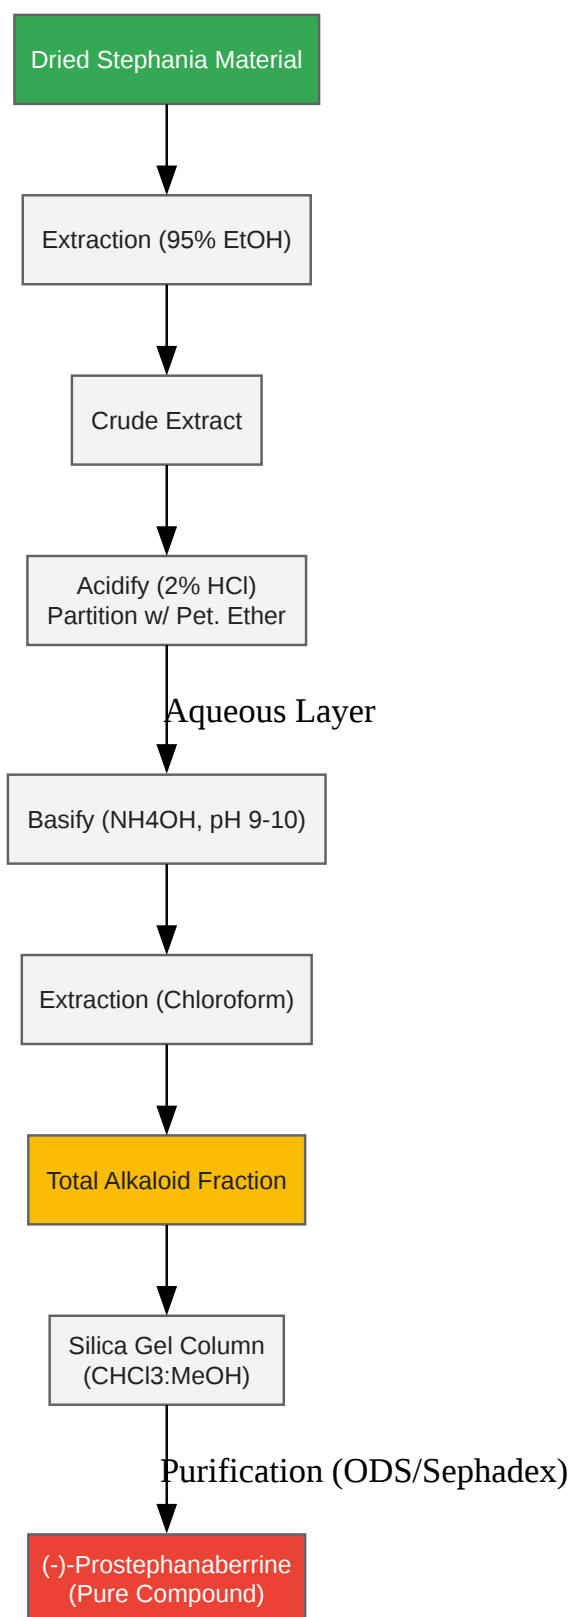 Dried Stephania Material
Extraction (95% EtOH)
Crude Extract
Acidify (2% HCl)
Partition w/ Pet. Ether
Aqueous Layer
Basify (NH4OH, pH 9-10)
Extraction (Chloroform)
Total Alkaloid Fraction
Silica Gel Column
(CHCl3:MeOH)
Purification (ODS/Sephadex)
(-)-Prostephanaberrine
(Pure Compound)